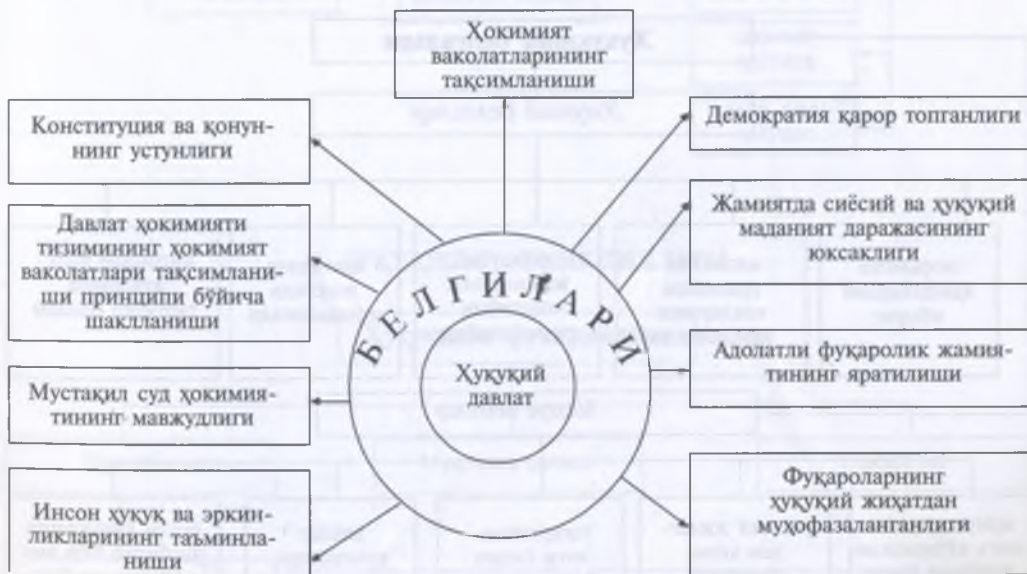 Ҳокимият
ваколатларининг
тақсимланиши
Конституция ва қонун-
нинг устунлиги
Давлат ҳокимияти
тизимининг ҳокимият
ваколатлари тақсимлани-
ши принципи бўйича
шаклланиши
Мустақил суд ҳокимия-
тининг мавжудлиги
Инсон ҳуқуқ ва эркин-
ликларининг таъминла-
ниши
БЕЛГИЛАРИ
Ҳуқуқий
давлат
Демократия қарор топганлиги
Жамиятда сиёсий ва ҳуқуқий
маданият даражасининг
юксаклиги
Адолатли фуқаролик жамия-
тининг яратилиши
Фуқароларнинг
ҳуқуқий жиҳатдан
муҳофазаланганлиги